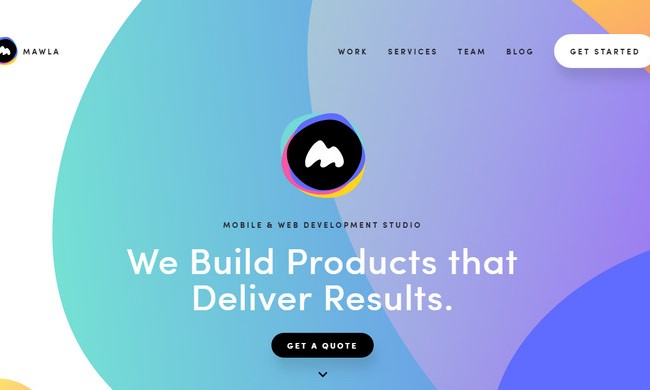 MAWLA
WORK SERVICES TEAM BLOG GET STARTED
MOBILE & WEB DEVELOPMENT STUDIO
We Build Products that
Deliver Results.
GET A QUOTE